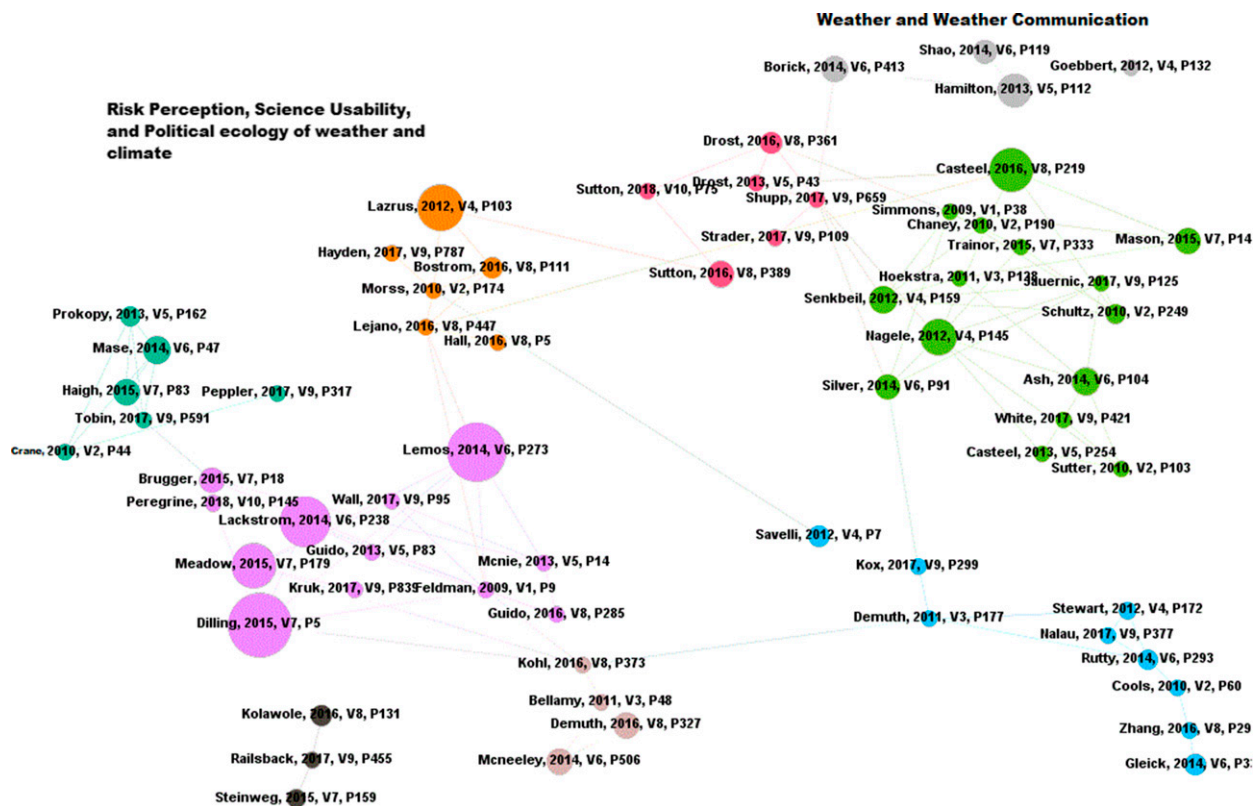 Weather and Weather Communication
Shao, 2014, V6, P119
Borick, 2014, V6, P413
Goebbert, 2012, V4, P132
Hamilton, 2013, V5, P112
Risk Perception, Science Usability,
and Political ecology of weather and
climate
Drost, 2016, V8, P361
Casteel, 2016, V8, P219
Drost, 2013, V5, P43
Sutton, 2018, V10, P75
Shupp, 2017, V9, P659
Lazrus, 2012, V4, P103
Simmons, 2009, V1, P38
Chaney, 2010, V2, P190
Strader, 2017, V9, P109
Trainor, 2015, V7, P333
Mason, 2015, V7, P14
Hayden, 2017, V9, P787
Bostrom, 2016, V8, P111
Sutton, 2016, V8, P389
Hoekstra, 2011, V3, P128
Jauernic, 2017, V9, P125
Morss, 2010, V2, P174
Senkbeil, 2012, V4, P159
Schultz, 2010, V2, P249
Prokopy, 2013, V5, P162
Lejano, 2016, V8, P447
Hall, 2016, V8, P5
Nagele, 2012, V4, P145
Mase, 2014, V6, P47
Haigh, 2015, V7, P83
Peppler, 2017, V9, P317
Silver, 2014, V6, P91
Ash, 2014, V6, P104
Tobin, 2017, V9, P591
White, 2017, V9, P421
Crane, 2010, V2, P44
Lemos, 2014, V6, P273
Casteel, 2013, V5, P254
Sutter, 2010, V2, P103
Brugger, 2015, V7, P18
Peregrine, 2018, V10, P145
Wall, 2017, V9, P95
Lackstrom, 2014, V6, P238
Savelli, 2012, V4, P7
Guido, 2013, V5, P83
Meadow, 2015, V7, P179
Mcnie, 2013, V5, P14
Kox, 2017, V9, P299
Kruk, 2017, V9, P839
Feldman, 2009, V1, P9
Dilling, 2015, V7, P5
Guido, 2016, V8, P285
Demuth, 2011, V3, P177
Stewart, 2012, V4, P172
Nalau, 2017, V9, P377
Kohl, 2016, V8, P373
Rutty, 2014, V6, P293
Cools, 2010, V2, P60
Bellamy, 2011, V3, P48
Kolawole, 2016, V8, P131
Demuth, 2016, V8, P327
Zhang, 2016, V8, P29
Railsback, 2017, V9, P455
Mcneeley, 2014, V6, P506
Gleick, 2014, V6, P3
Steinweg, 2015, V7, P159